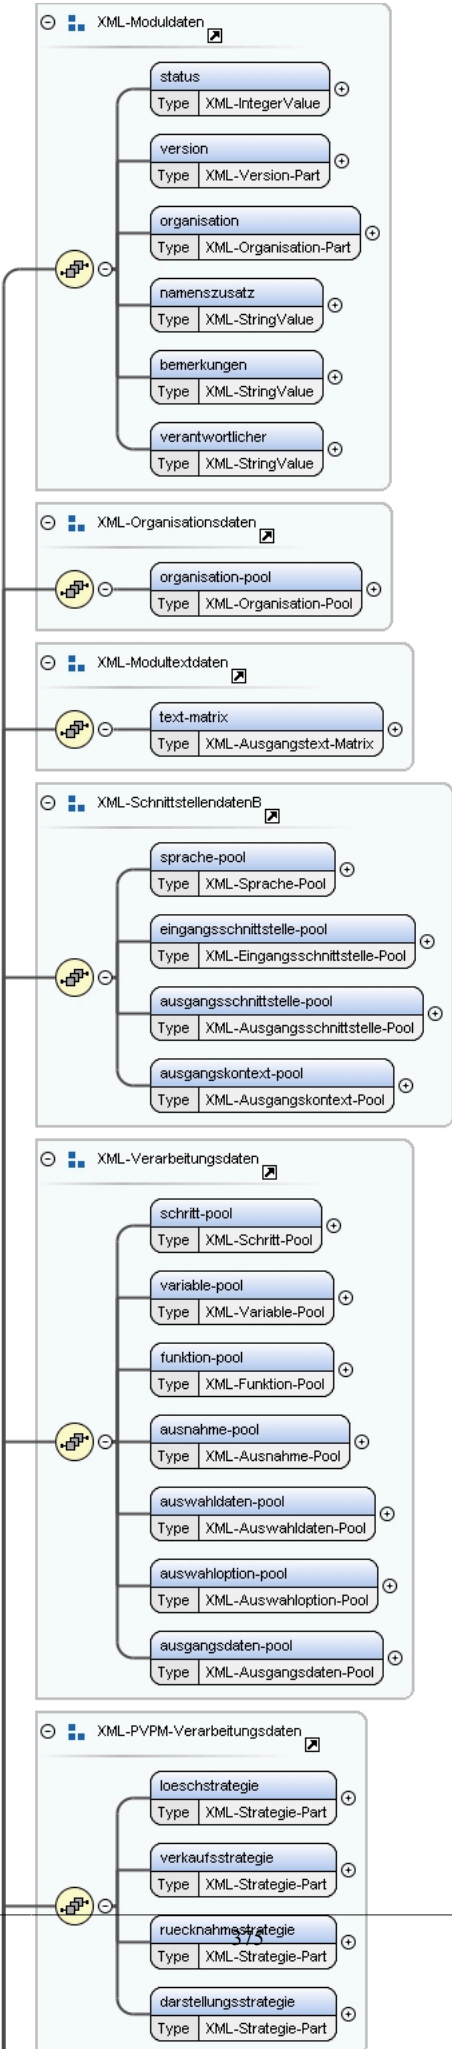 XML-Moduldaten
status
Type XML-IntegerValue
version
Type XML-Version-Part
organisation
Type XML-Organisation-Part
namenszusatz
Type XML-StringValue
bemerkungen
Type XML-StringValue
verantwortlicher
Type XML-StringValue
XML-Organisationsdaten
organisation-pool
Type XML-Organisation-Pool
XML-Modultextdaten
text-matrix
Type XML-Ausgangstext-Matrix
XML-SchnittstellendatenB
sprache-pool
Type XML-Sprache-Pool
eingangsschnittstelle-pool
Type XML-Eingangsschnittstelle-Pool
ausgangsschnittstelle-pool
Type XML-Ausgangsschnittstelle-Pool
ausgangskontext-pool
Type XML-Ausgangskontext-Pool
XML-Verarbeitungsdaten
schritt-pool
Type XML-Schritt-Pool
variable-pool
Type XML-Variable-Pool
funktion-pool
Type XML-Funktion-Pool
ausnahme-pool
Type XML-Ausnahme-Pool
auswahldaten-pool
Type XML-Auswahldaten-Pool
auswahloption-pool
Type XML-Auswahloption-Pool
ausgangsdaten-pool
Type XML-Ausgangsdaten-Pool
XML-PVPM-Verarbeitungsdaten
loeschstrategie
Type XML-Strategie-Part
verkaufsstrategie
Type XML-Strategie-Part
ruecknahmestrategie
375
Type XML-Strategie-Part
darstellungsstrategie
Type XML-Strategie-Part